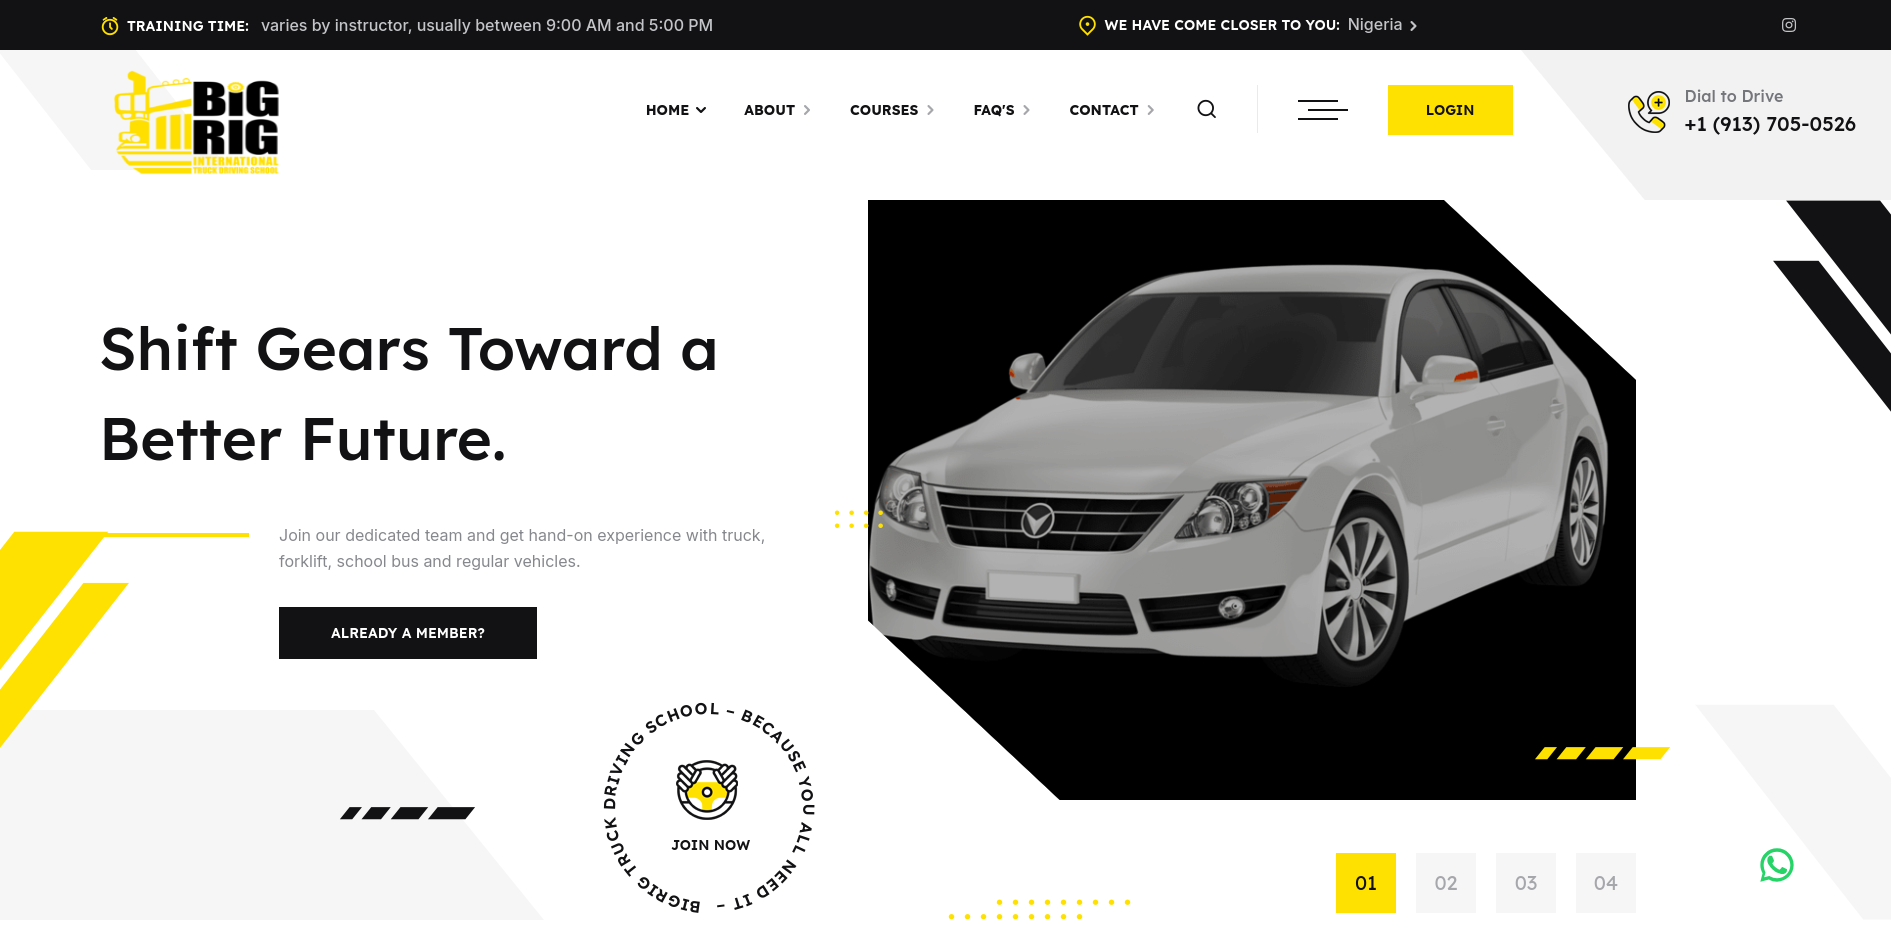 TRAINING TIME: varies by instructor, usually between 9:00 AM and 5:00 PM
WE HAVE COME CLOSER TO YOU: Nigeria
BIG RIG
INTERNATIONAL
TRUCK DRIVING SCHOOL
HOME
ABOUT
COURSES
FAQ'S
CONTACT
LOGIN
Dial to Drive
+1 (913) 705-0526
Shift Gears Toward a
Better Future.
Join our dedicated team and get hand-on experience with truck,
forklift, school bus and regular vehicles.
ALREADY A MEMBER?
BIGRIG TRUCK DRIVING SCHOOL – BECAUSE YOU ALL NEED IT –
JOIN NOW
01
02
03
04